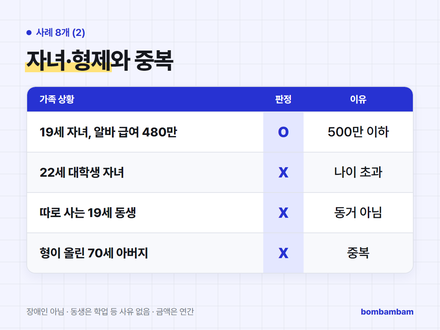 사례 8개 (2)
자녀·형제와 중복
가족 상황 판정 이유
19세 자녀, 알바 급여 480만 O 500만 이하
22세 대학생 자녀 X 나이 초과
따로 사는 19세 동생 X 동거 아님
형이 올린 70세 아버지 X 중복
장애인 아님 · 동생은 학업 등 사유 없음 · 금액은 연간
bombambam